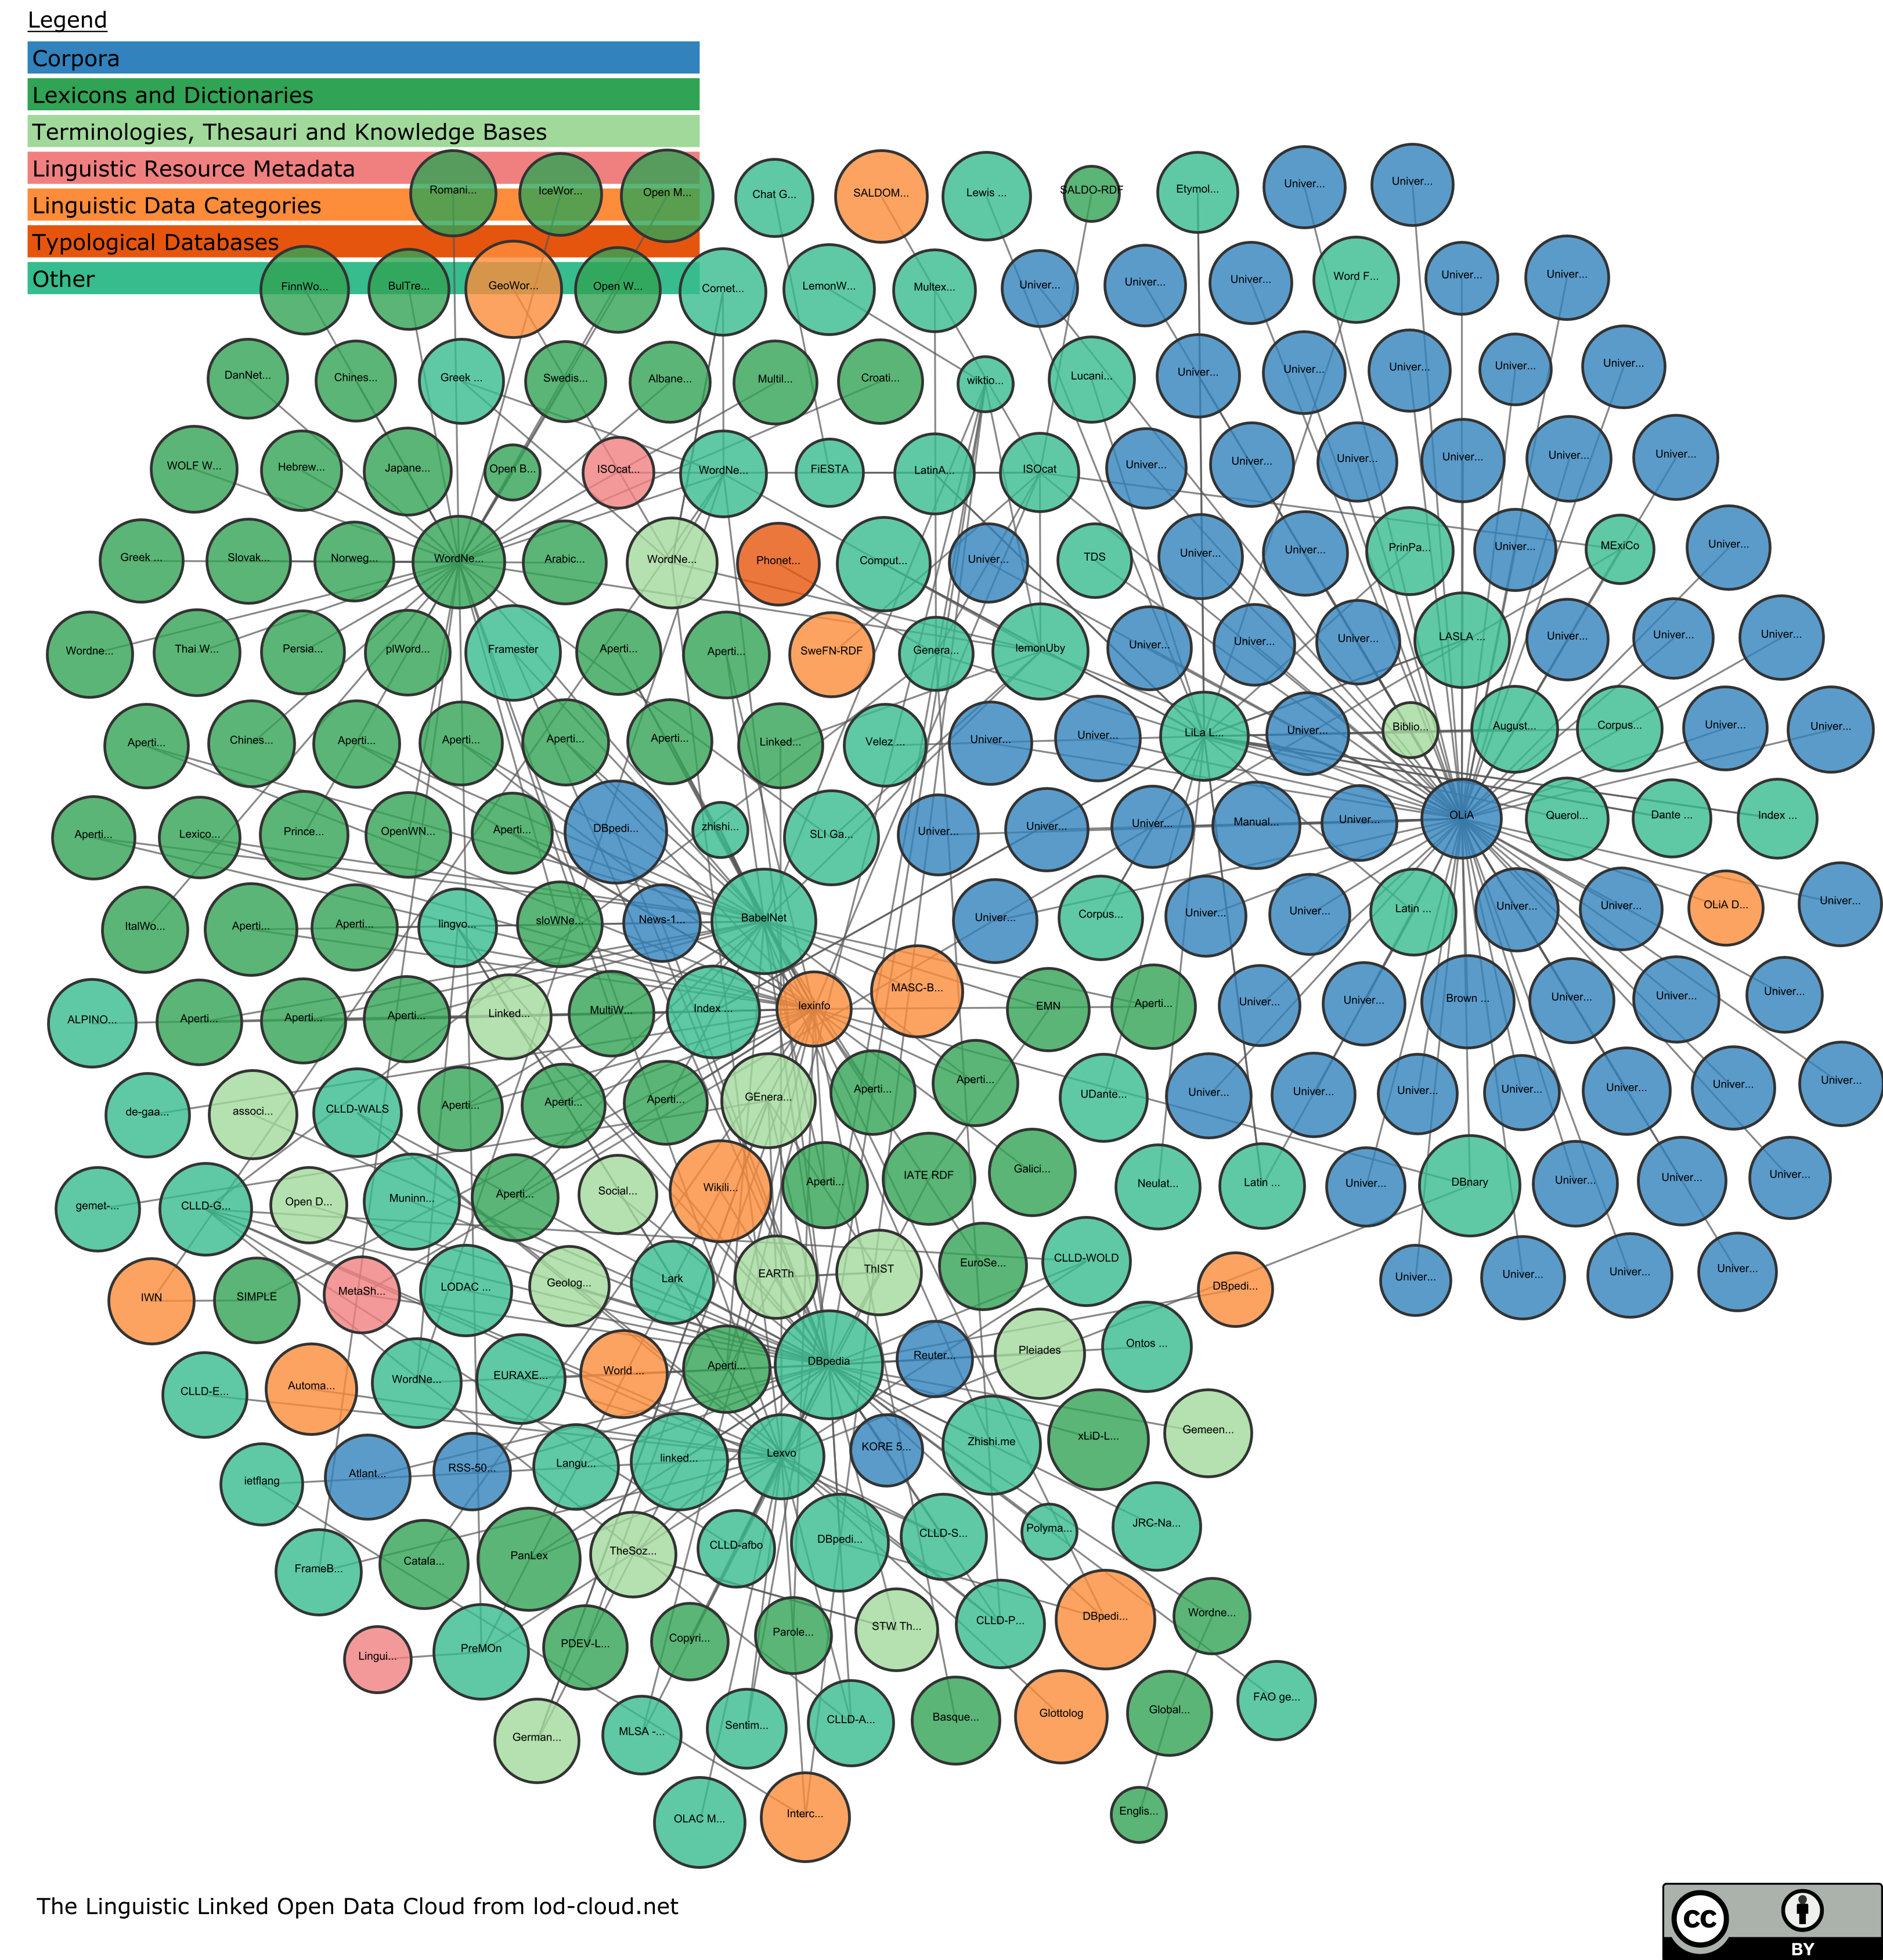 Legend
Corpora
Lexicons and Dictionaries
Terminologies, Thesauri and Knowledge Bases
Linguistic Resource Metadata
Linguistic Data Categories
Typological Databases
Other
Romani...
IceWor...
Open M...
Chat G...
SALDOM...
Lewis ...
SALDO-RDF
Etymol...
Univer...
Univer...
FinnWo...
BulTre...
GeoWor...
Open W...
Cornet...
LemonW...
Multex...
Univer...
Univer...
Univer...
Word F...
Univer...
Univer...
DanNet...
Chines...
Greek ...
Swedis...
Albane...
Multil...
Croati...
wiktio...
Lucani...
Univer...
Univer...
Univer...
Univer...
Univer...
WOLF W...
Hebrew...
Japane...
Open B...
ISOcat...
WordNe...
FiESTA
LatinA...
ISOcat
Univer...
Univer...
Univer...
Univer...
Univer...
Univer...
Greek ...
Slovak...
Norweg...
WordNe...
Arabic...
WordNe...
Phonet...
Comput...
Univer...
TDS
Univer...
Univer...
PrinPa...
Univer...
MExiCo
Univer...
Wordne...
Thai W...
Persia...
plWord...
Framester
Aperti...
Aperti...
SweFN-RDF
Genera...
lemonUby
Univer...
Univer...
Univer...
LASLA ...
Univer...
Univer...
Univer...
Aperti...
Chines...
Aperti...
Aperti...
Aperti...
Aperti...
Linked...
Velez ...
Univer...
Univer...
LiLa L...
Univer...
Biblio...
August...
Corpus...
Univer...
Univer...
Aperti...
Lexico...
Prince...
OpenWN...
Aperti...
DBpedi...
zhishi...
SLI Ga...
Univer...
Univer...
Univer...
Manual...
Univer...
OLiA
Querol...
Dante ...
Index ...
ItalWo...
Aperti...
Aperti...
lingvo...
sloWNe...
News-1...
BabelNet
Univer...
Corpus...
Univer...
Univer...
Latin ...
Univer...
Univer...
OLiA D...
Univer...
ALPINO...
Aperti...
Aperti...
Aperti...
Linked...
MultiW...
Index ...
lexinfo
MASC-B...
EMN
Aperti...
Univer...
Univer...
Brown ...
Univer...
Univer...
Univer...
de-gaa...
associ...
CLLD-WALS
Aperti...
Aperti...
Aperti...
GEnera...
Aperti...
Aperti...
UDante...
Univer...
Univer...
Univer...
Univer...
Univer...
Univer...
Univer...
gemet-...
CLLD-G...
Open D...
Muninn...
Aperti...
Social...
Wikili...
Aperti...
IATE RDF
Galici...
Neulat...
Latin ...
Univer...
DBnary
Univer...
Univer...
Univer...
IWN
SIMPLE
MetaSh...
LODAC ...
Geolog...
Lark
EARTh
ThIST
EuroSe...
CLLD-WOLD
DBpedi...
Univer...
Univer...
Univer...
Univer...
CLLD-E...
Automa...
WordNe...
EURAXE...
World ...
Aperti...
DBpedia
Reuter...
Pleiades
Ontos ...
ietflang
Atlant...
RSS-50...
Langu...
linked...
Lexvo
KORE 5...
Zhishi.me
xLiD-L...
Gemeen...
FrameB...
Catala...
PanLex
TheSoz...
CLLD-afbo
DBpedi...
CLLD-S...
Polyma...
JRC-Na...
Lingui...
PreMOn
PDEV-L...
Copyri...
Parole...
STW Th...
CLLD-P...
DBpedi...
Wordne...
German...
MLSA -...
Sentim...
CLLD-A...
Basque...
Glottolog
Global...
FAO ge...
OLAC M...
Interc...
Englis...
The Linguistic Linked Open Data Cloud from lod-cloud.net
cc
BY